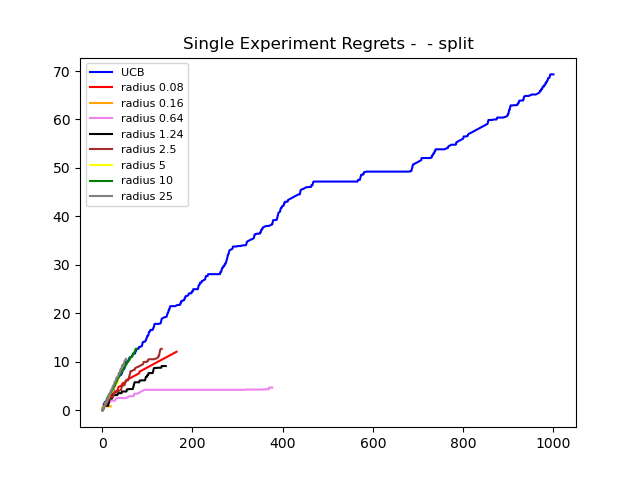 Single Experiment Regrets -  - split
70
60
50
40
30
20
10
0
UCB
radius 0.08
radius 0.16
radius 0.64
radius 1.24
radius 2.5
radius 5
radius 10
radius 25
0 200 400 600 800 1000